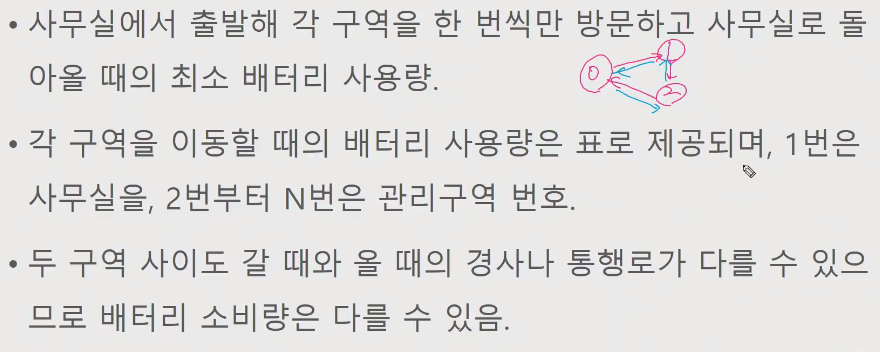 • 사무실에서 출발해 각 구역을 한 번씩만 방문하고 사무실로 돌
아올 때의 최소 배터리 사용량.
0 1 2
• 각 구역을 이동할 때의 배터리 사용량은 표로 제공되며, 1번은
사무실을, 2번부터 N번은 관리구역 번호.
• 두 구역 사이도 갈 때와 올 때의 경사나 통행로가 다를 수 있으
므로 배터리 소비량은 다를 수 있음.